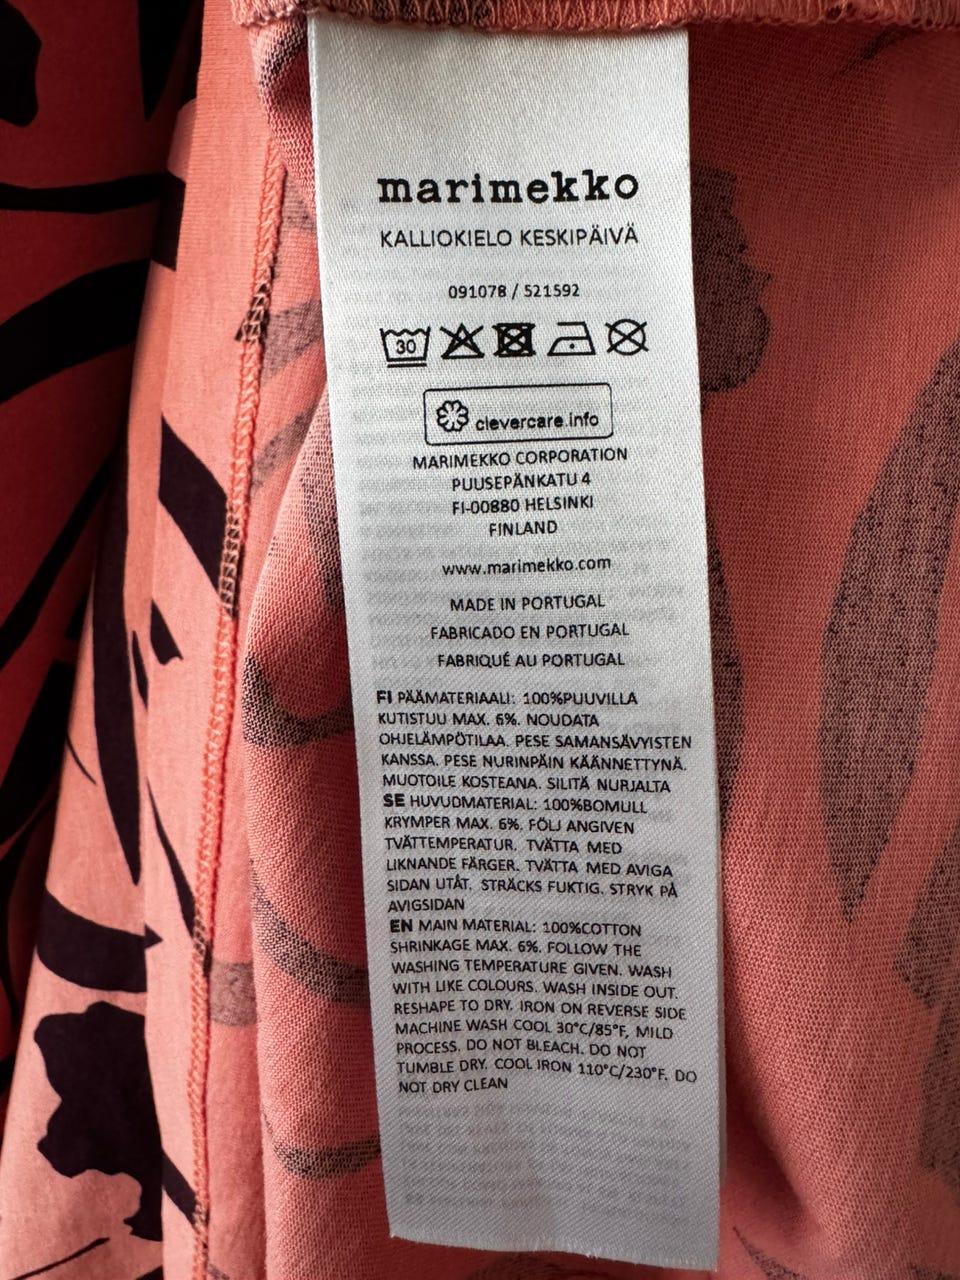 marimekko
KALLIOKIELO KESKIPÄIVÄ
091078 / 521592
30
clevercare.info
MARIMEKKO CORPORATION
PUUSEPÄNKATU 4
FI-00880 HELSINKI
FINLAND
www.marimekko.com
MADE IN PORTUGAL
FABRICADO EN PORTUGAL
FABRIQUÉ AU PORTUGAL
FI PÄÄMATERIAALI: 100%PUUVILLA
KUTISTUU MAX. 6%. NOUDATA
OHJELÄMPÖTILAA. PESE SAMANSÄVYISTEN
KANSSA. PESE NURINPÄIN KÄÄNNETTYNÄ.
MUOTOILE KOSTEANA. SILITÄ NURJALTA
SE HUVUDMATERIAL: 100%BOMULL
KRYMPER MAX. 6%. FÖLJ ANGIVEN
TVÄTTEMPERATUR. TVÄTTA MED
LIKNANDE FÄRGER. TVÄTTA MED AVIGA
SIDAN UTÅT. STRÄCKS FUKTIG. STRYK PÅ
AVIGSIDAN
EN MAIN MATERIAL: 100%COTTON
SHRINKAGE MAX. 6%. FOLLOW THE
WASHING TEMPERATURE GIVEN. WASH
WITH LIKE COLOURS. WASH INSIDE OUT.
RESHAPE TO DRY. IRON ON REVERSE SIDE
MACHINE WASH COOL 30°C/85°F, MILD
PROCESS. DO NOT BLEACH. DO NOT
TUMBLE DRY. COOL IRON 110°C/230°F. DO
NOT DRY CLEAN